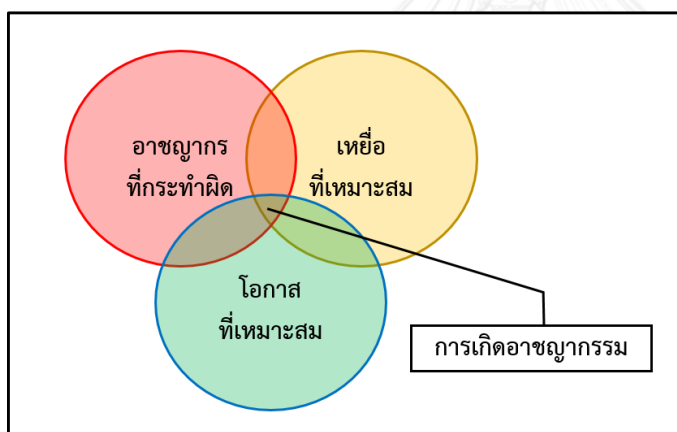 อาชญากร
ที่กระทำผิด
เหยื่อ
ที่เหมาะสม
โอกาส
ที่เหมาะสม
การเกิดอาชญากรรม